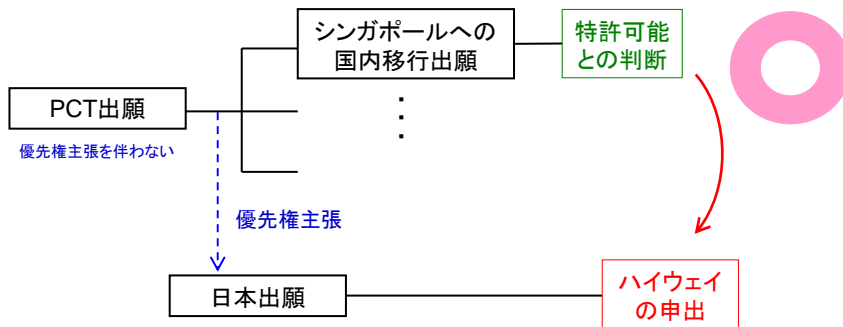 シンガポールへの
国内移行出願
特許可能
との判断
PCT出願
優先権主張を伴わない
優先権主張
日本出願
ハイウェイ
の申出